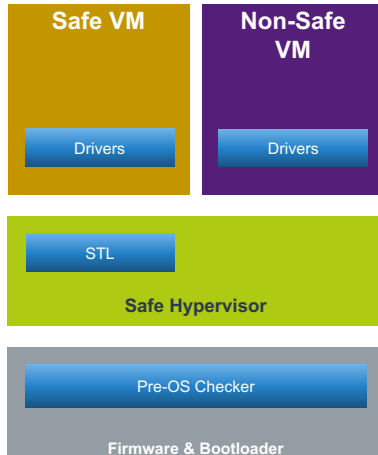 Safe VM
Non-Safe
VM
Drivers
Drivers
STL
Safe Hypervisor
Pre-OS Checker
Firmware & Bootloader